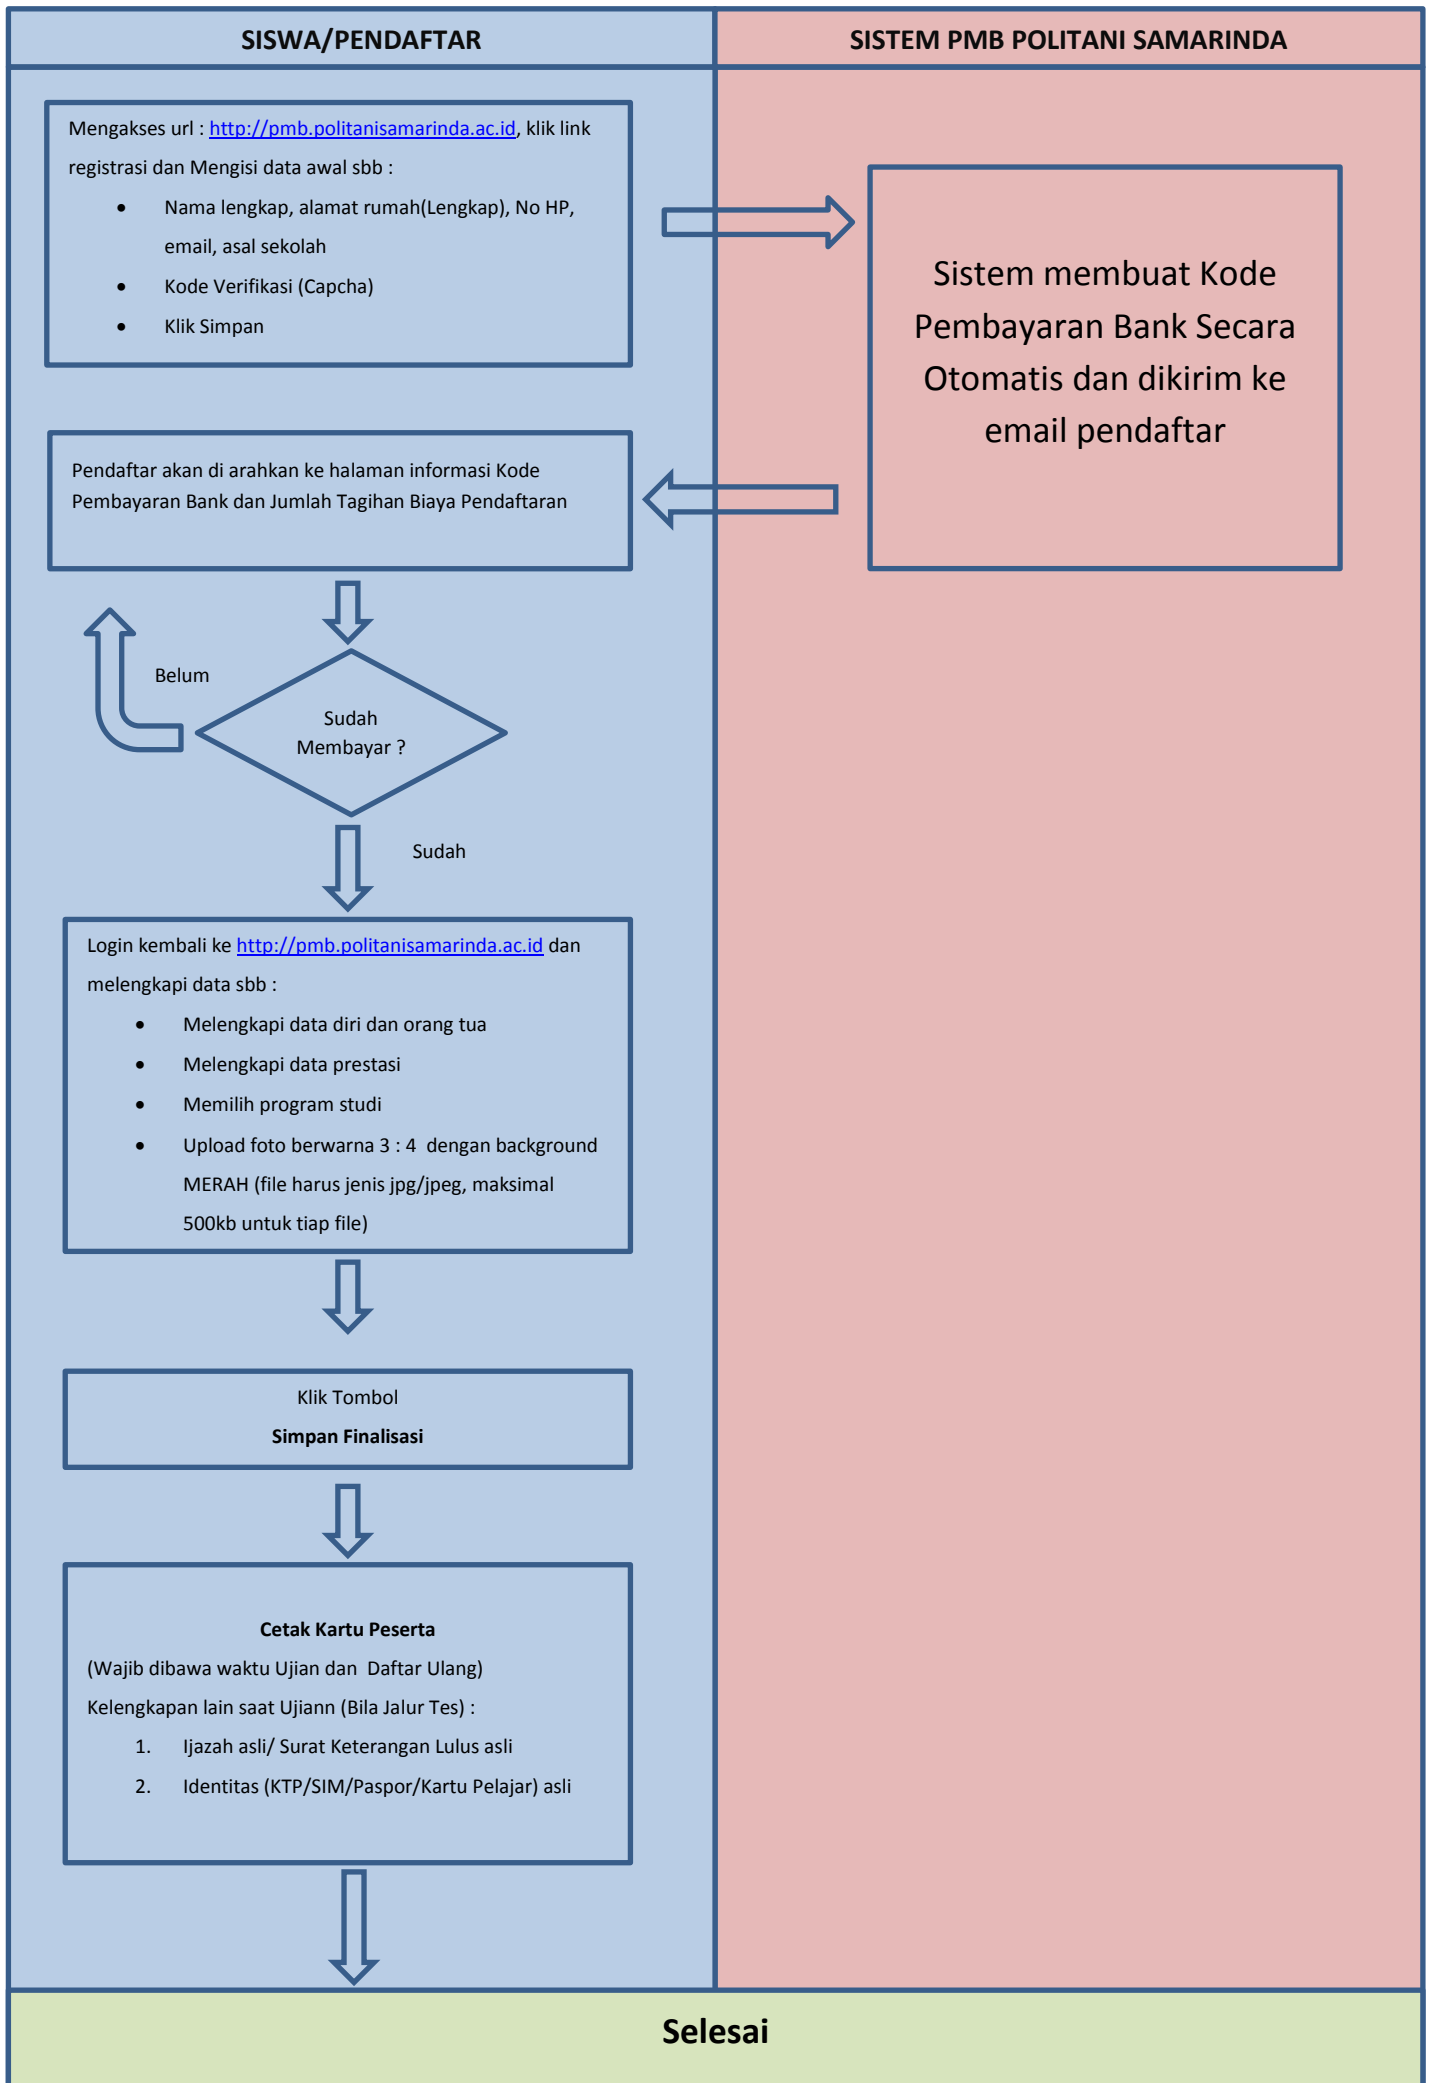 SISWA/PENDAFTAR
SISTEM PMB POLITANI SAMARINDA
Mengakses url : http://pmb.politanisamarinda.ac.id, klik link
registrasi dan Mengisi data awal sbb :
• Nama lengkap, alamat rumah(Lengkap), No HP,
email, asal sekolah
• Kode Verifikasi (Capcha)
• Klik Simpan
Sistem membuat Kode
Pembayaran Bank Secara
Otomatis dan dikirim ke
email pendaftar
Pendaftar akan di arahkan ke halaman informasi Kode
Pembayaran Bank dan Jumlah Tagihan Biaya Pendaftaran
Belum
Sudah
Membayar ?
Sudah
Login kembali ke http://pmb.politanisamarinda.ac.id dan
melengkapi data sbb :
• Melengkapi data diri dan orang tua
• Melengkapi data prestasi
• Memilih program studi
• Upload foto berwarna 3 : 4 dengan background
MERAH (file harus jenis jpg/jpeg, maksimal
500kb untuk tiap file)
Klik Tombol
Simpan Finalisasi
Cetak Kartu Peserta
(Wajib dibawa waktu Ujian dan Daftar Ulang)
Kelengkapan lain saat Ujiann (Bila Jalur Tes) :
1. Ijazah asli/ Surat Keterangan Lulus asli
2. Identitas (KTP/SIM/Paspor/Kartu Pelajar) asli
Selesai